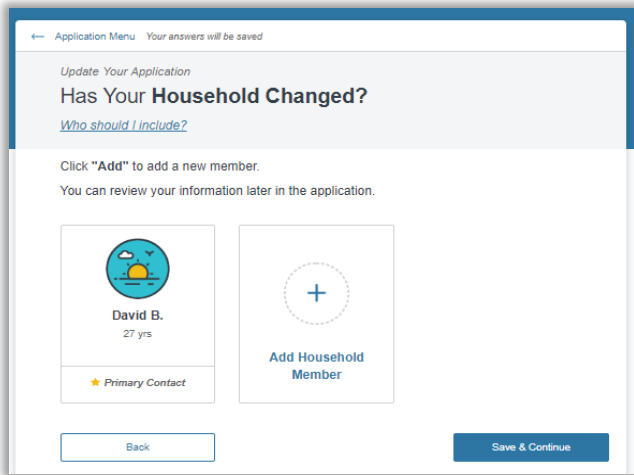 ← Application Menu Your answers will be saved
Update Your Application
Has Your Household Changed?
Who should I include?
Click "Add" to add a new member.
You can review your information later in the application.
David B.
27 yrs
Primary Contact
+
Add Household
Member
Back
Save & Continue